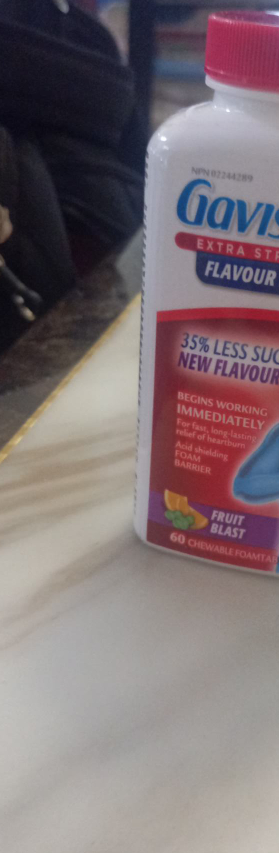 NPN 02244289
Gavis
EXTRA STR
FLAVOUR
35% LESS SUG
NEW FLAVOUR
BEGINS WORKING
IMMEDIATELY
For fast, long-lasting
relief of heartburn
Acid shielding
FOAM
BARRIER
FRUIT
BLAST
60 CHEWABLE FOAMTA